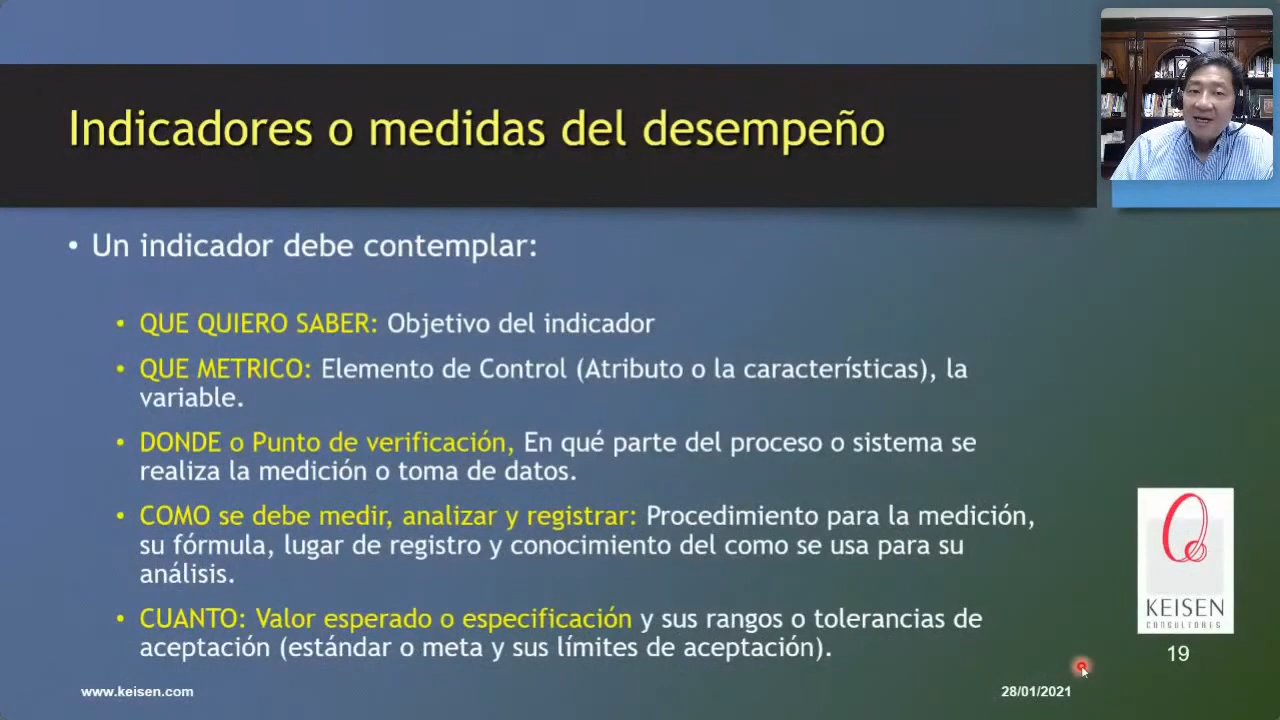 Indicadores o medidas del desempeño
• Un indicador debe contemplar:
• QUE QUIERO SABER: Objetivo del indicador
• QUE METRICO: Elemento de Control (Atributo o la características), la
variable.
• DONDE o Punto de verificación, En qué parte del proceso o sistema se
realiza la medición o toma de datos.
• COMO se debe medir, analizar y registrar: Procedimiento para la medición,
su fórmula, lugar de registro y conocimiento del como se usa para su
análisis.
• CUANTO: Valor esperado o especificación y sus rangos o tolerancias de
aceptación (estándar o meta y sus límites de aceptación).
KEISEN
CONSULTORES
19
www.keisen.com
28/01/2021